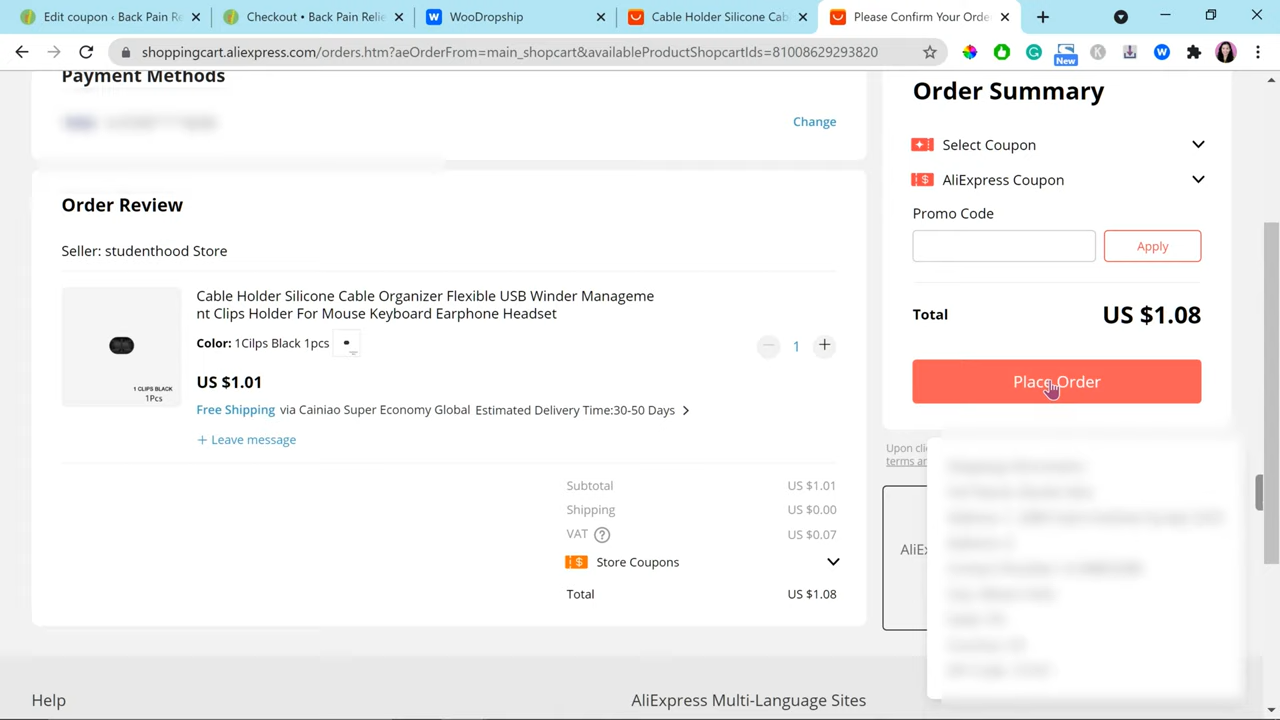 Edit coupon ‹ Back Pain Re
Checkout • Back Pain Relie
WooDropship
Cable Holder Silicone Cabl
Please Confirm Your Orde
shoppingcart.aliexpress.com/orders.htm?aeOrderFrom=main_shopcart&availableProductShopcartIds=81008629293820
New
Payment Methods
Change
Order Review
Seller: studenthood Store
Cable Holder Silicone Cable Organizer Flexible USB Winder Manageme
nt Clips Holder For Mouse Keyboard Earphone Headset
Color: 1Cilps Black 1pcs
1 CLIPS BLACK
1Pcs
US $1.01
1
Free Shipping via Cainiao Super Economy Global Estimated Delivery Time:30-50 Days
+ Leave message
Subtotal US $1.01
Shipping US $0.00
VAT ? US $0.07
Store Coupons
Total US $1.08
Order Summary
Select Coupon
AliExpress Coupon
Promo Code
Apply
Total US $1.08
Place Order
Upon cli
terms an
AliEx
Help
AliExpress Multi-Language Sites